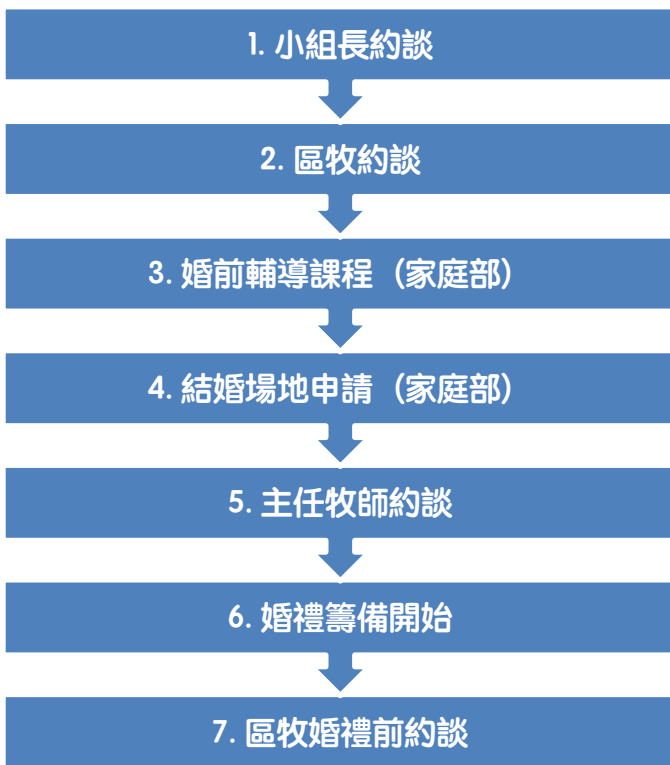 1. 小組長約談
2. 區牧約談
3. 婚前輔導課程（家庭部）
4. 結婚場地申請（家庭部）
5. 主任牧師約談
6. 婚禮籌備開始
7. 區牧婚禮前約談